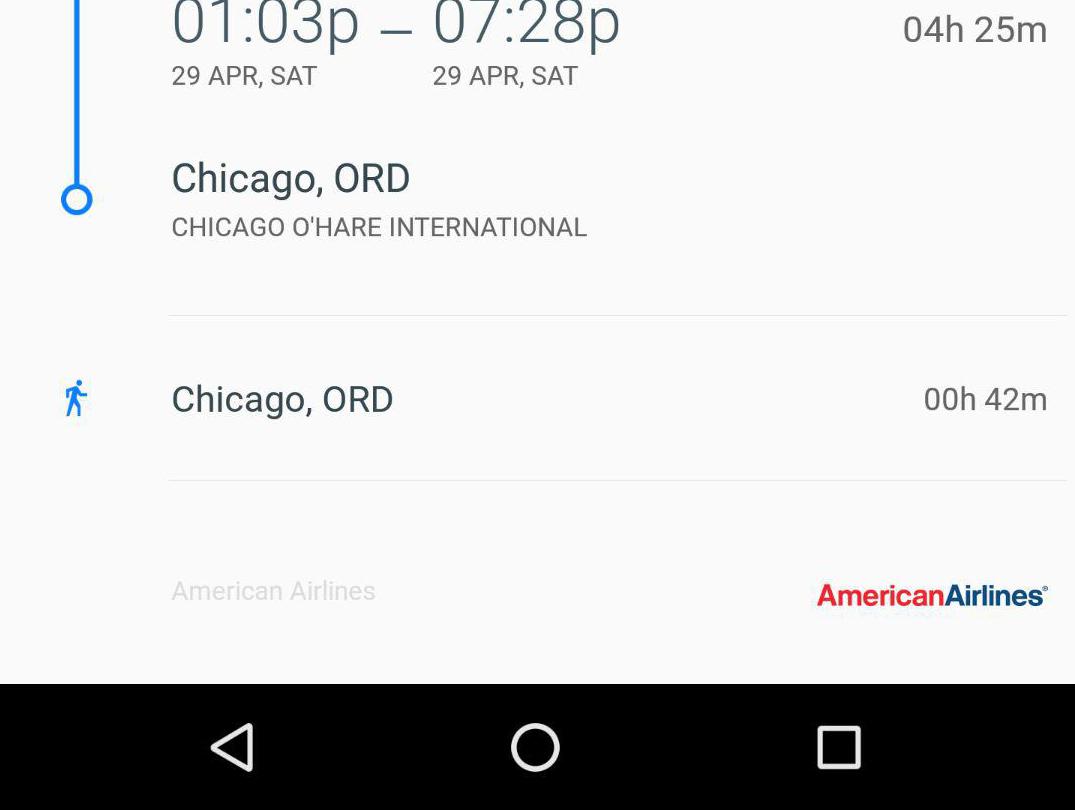 01:03p – 07:28p 04h 25m
29 APR, SAT 29 APR, SAT
Chicago, ORD
CHICAGO O'HARE INTERNATIONAL
Chicago, ORD 00h 42m
American Airlines AmericanAirlines®